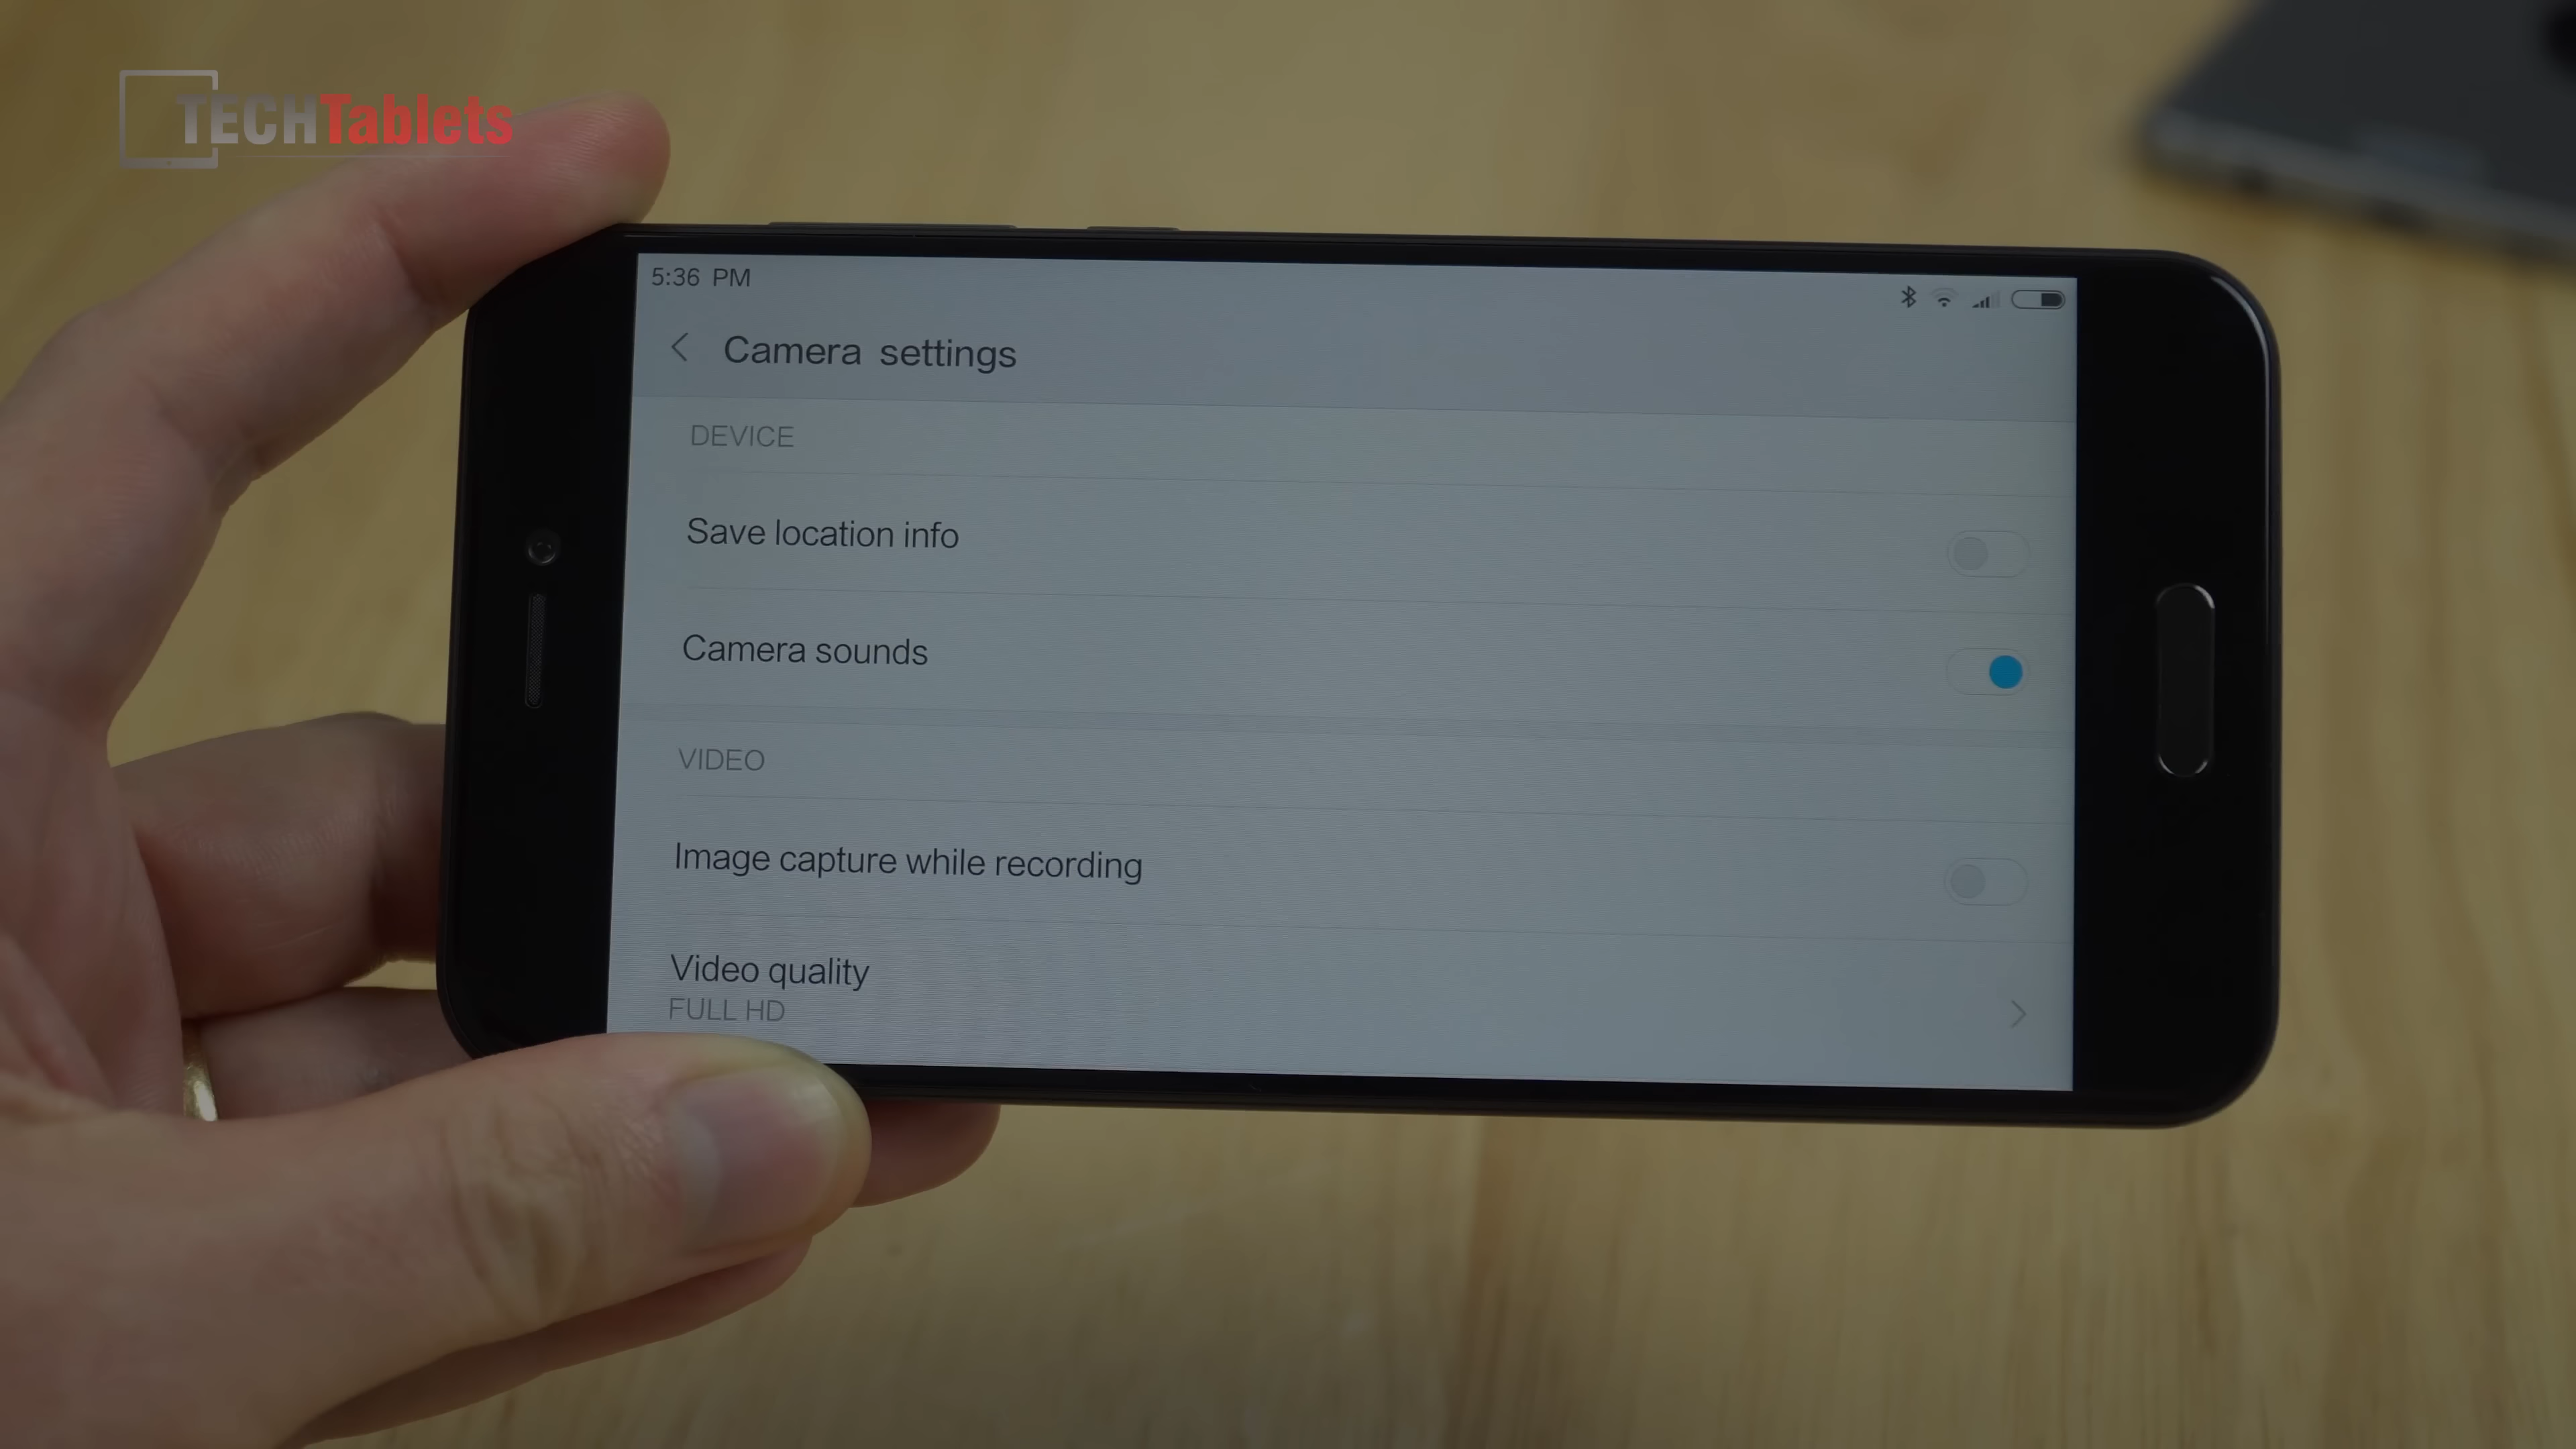 TECHTablets
5:36 PM
Camera settings
DEVICE
Save location info
Camera sounds
VIDEO
Image capture while recording
Video quality
FULL HD